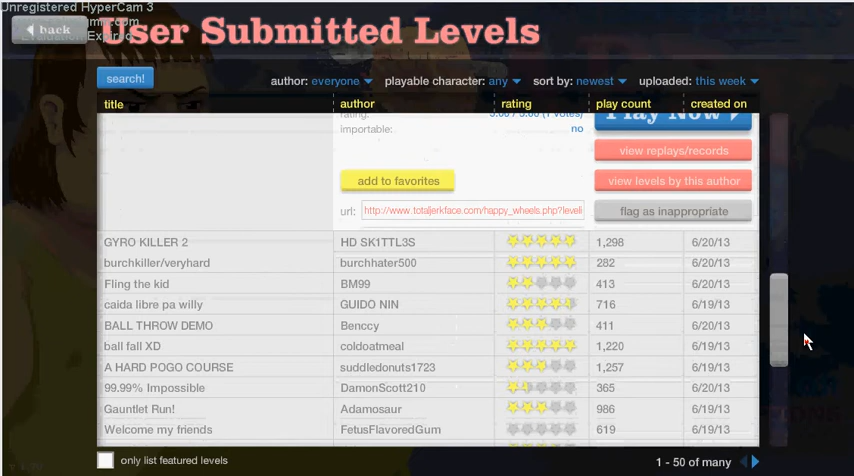 Unregistered HyperCam 3
back
User Submitted Levels
search!
author: everyone playable character: any sort by: newest uploaded: this week
title author rating play count created on
rating: 5.00 / 5.00 (1 votes)
Play Now
importable: no
view replays/records
add to favorites
view levels by this author
url: http://www.totaljerkface.com/happy_wheels.php?leveli
flag as inappropriate
GYRO KILLER 2 HD SK1TTL3S 1,298 6/20/13
burchkiller/veryhard burchhater500 282 6/20/13
Fling the kid BM99 413 6/20/13
caida libre pa willy GUIDO NIN 716 6/19/13
BALL THROW DEMO Benccy 411 6/20/13
ball fall XD coldoatmeal 1,220 6/19/13
A HARD POGO COURSE suddledonuts1723 1,257 6/19/13
99.99% Impossible DamonScott210 365 6/20/13
Gauntlet Run! Adamosaur 986 6/19/13
Welcome my friends FetusFlavoredGum 619 6/19/13
only list featured levels
1 - 50 of many